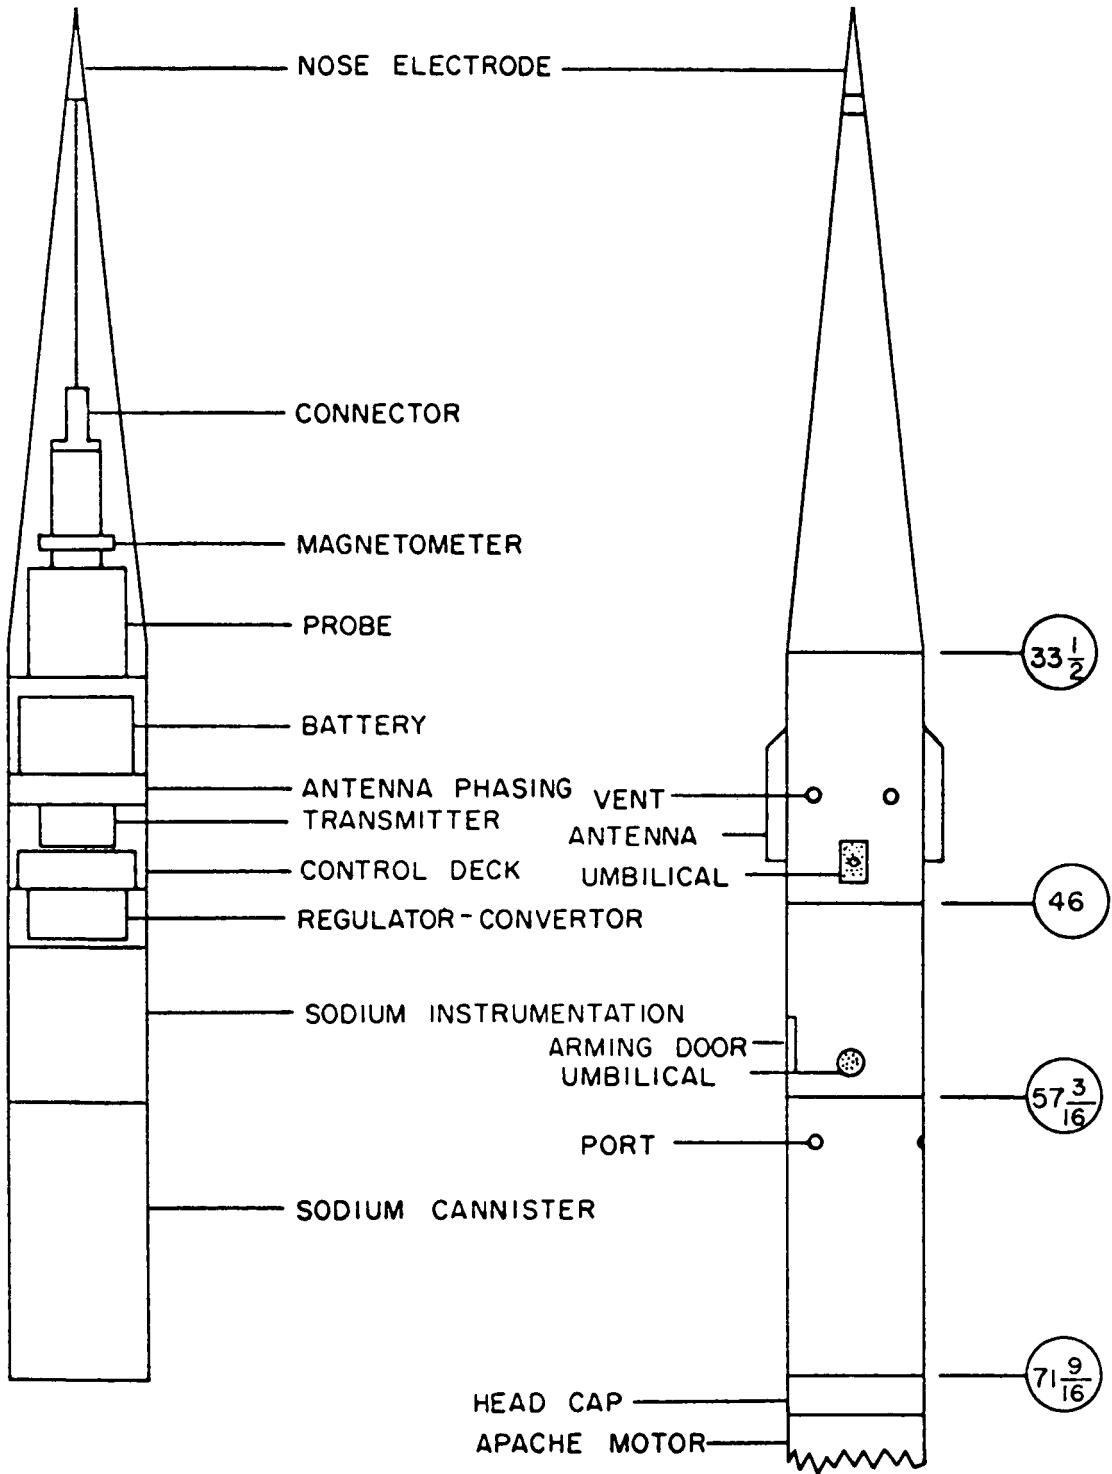 NOSE ELECTRODE
CONNECTOR
MAGNETOMETER
PROBE
33 1/2
BATTERY
ANTENNA PHASING
VENT
TRANSMITTER
ANTENNA
CONTROL DECK
UMBILICAL
46
REGULATOR-CONVERTOR
SODIUM INSTRUMENTATION
ARMING DOOR
UMBILICAL
57 3/16
PORT
SODIUM CANNISTER
71 9/16
HEAD CAP
APACHE MOTOR